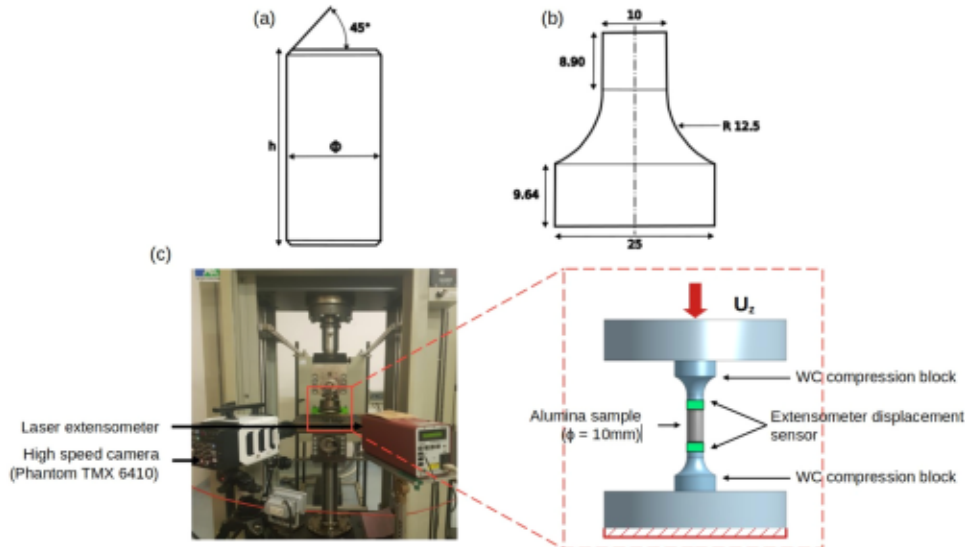 (a)
45°
h
Φ
(b)
10
8.90
R 12.5
9.64
25
(c)
Laser extensometer
High speed camera
(Phantom TMX 6410)
U_z
WC compression block
Alumina sample
(ϕ = 10mm)
Extensometer displacement
sensor
WC compression block